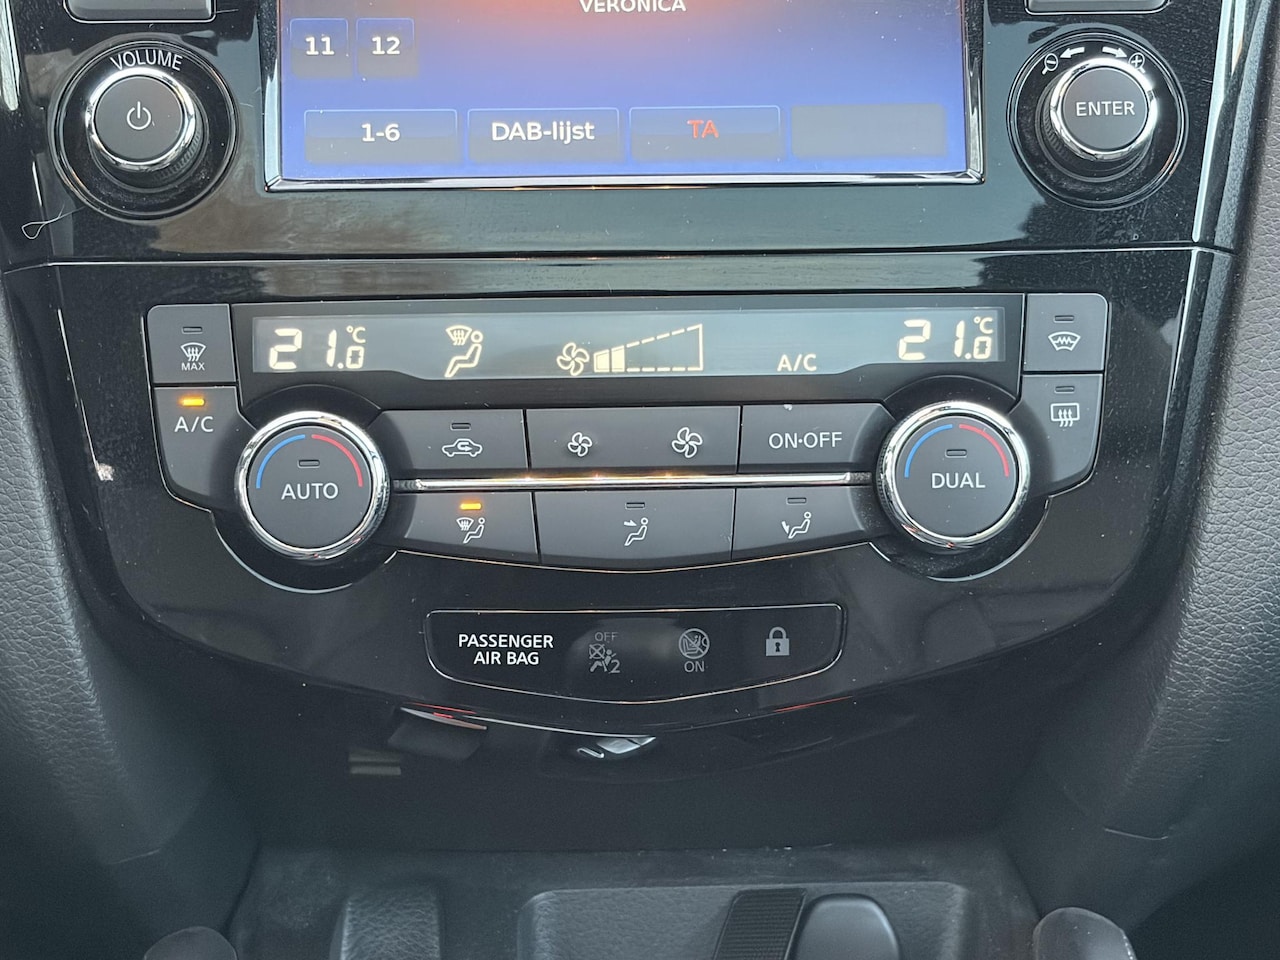 VERONICA
11 12
VOLUME
ENTER
1-6 DAB-lijst TA
21.0 °C A/C 21.0 °C
MAX
A/C
AUTO
ON•OFF
DUAL
PASSENGER
AIR BAG
OFF
2
ON